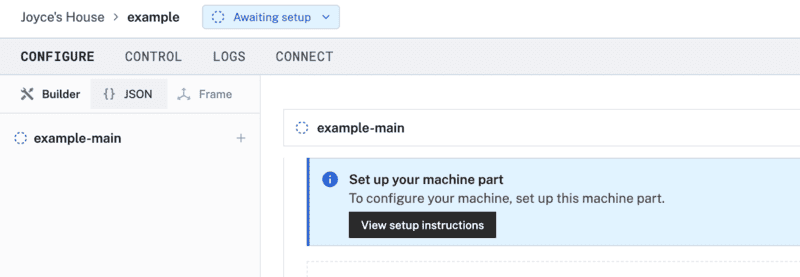 Joyce's House > example Awaiting setup
CONFIGURE CONTROL LOGS CONNECT
Builder {} JSON Frame
example-main +
example-main
Set up your machine part
To configure your machine, set up this machine part.
View setup instructions